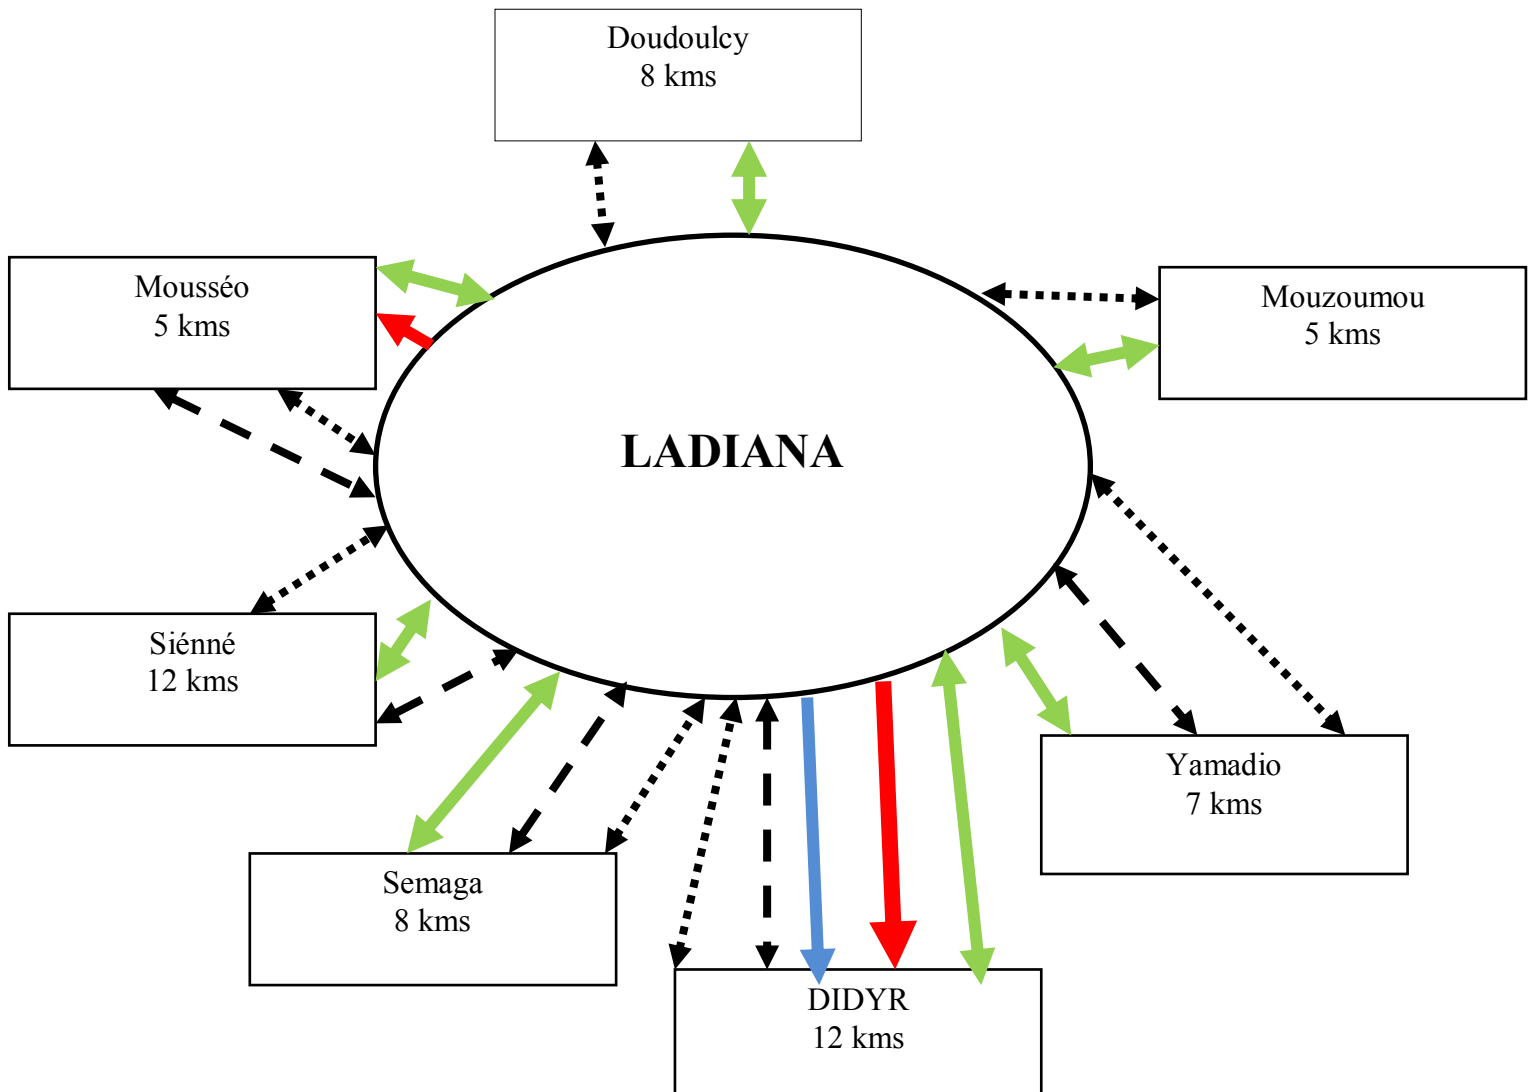 Doudoulcy
8 kms
Mousséo
5 kms
Mouzoumou
5 kms
LADIANA
Siénné
12 kms
Yamadio
7 kms
Semaga
8 kms
DIDYR
12 kms